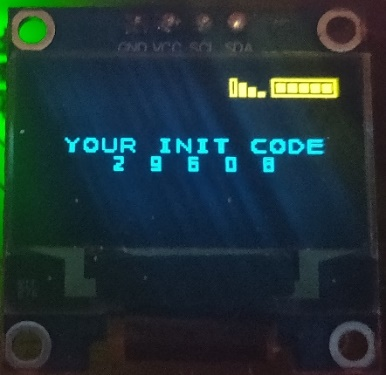 GND VCC SCL SDA
YOUR INIT CODE
2 9 6 0 8